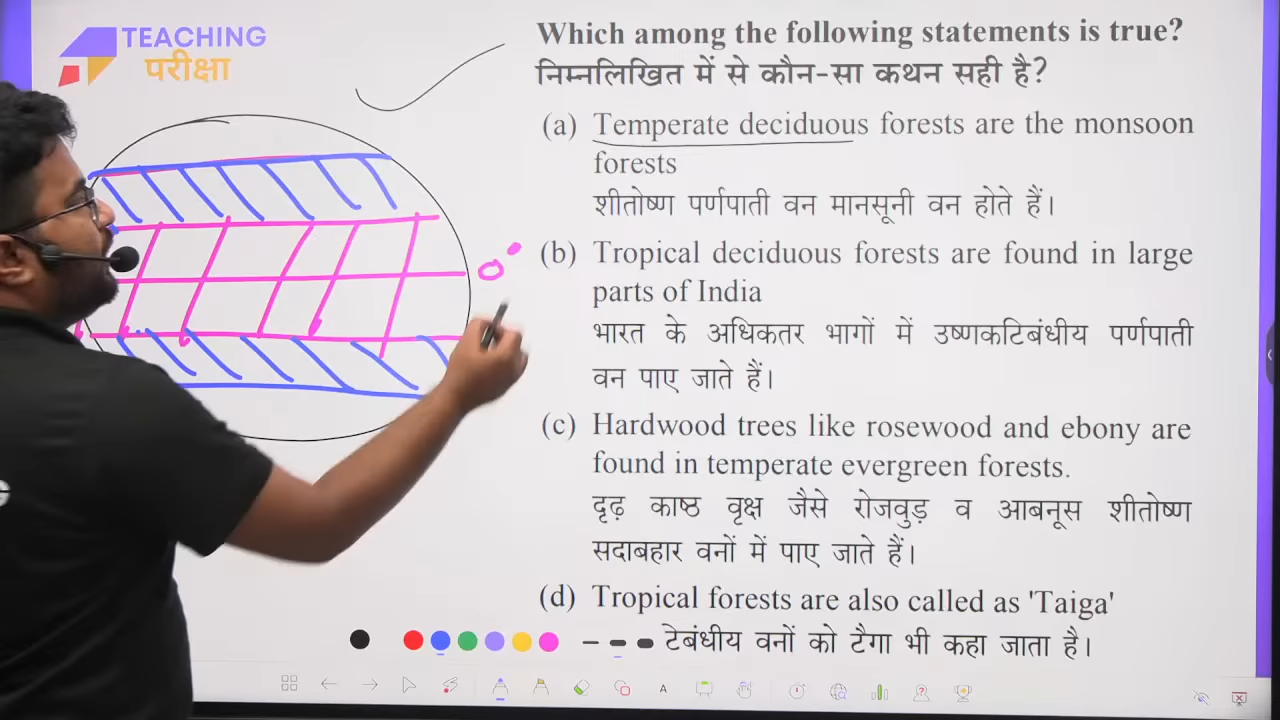 TEACHING
परीक्षा
Which among the following statements is true?
निम्नलिखित में से कौन-सा कथन सही है?
(a) Temperate deciduous forests are the monsoon
forests
शीतोष्ण पर्णपाती वन मानसूनी वन होते हैं।
(b) Tropical deciduous forests are found in large
parts of India
भारत के अधिकतर भागों में उष्णकटिबंधीय पर्णपाती
वन पाए जाते हैं।
(c) Hardwood trees like rosewood and ebony are
found in temperate evergreen forests.
दृढ़ काष्ठ वृक्ष जैसे रोजवुड़ व आबनूस शीतोष्ण
सदाबहार वनों में पाए जाते हैं।
(d) Tropical forests are also called as 'Taiga'
टिबंधीय वनों को टैगा भी कहा जाता है।
0°
A